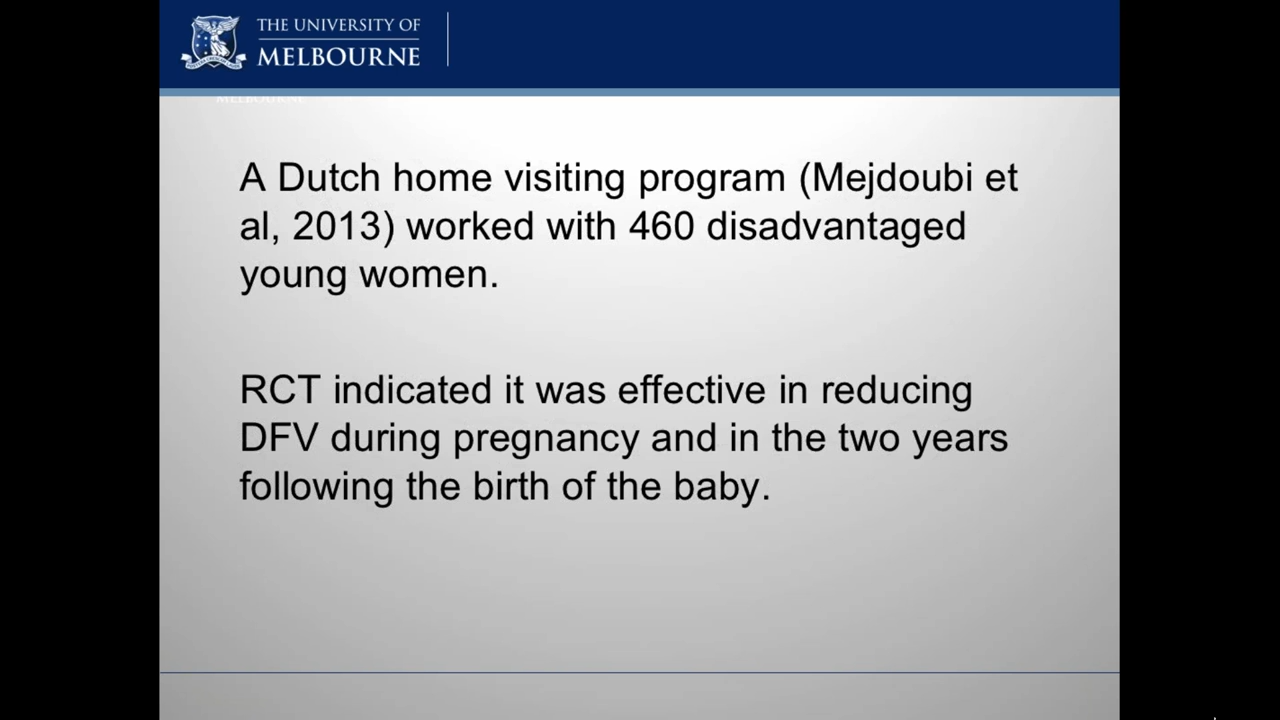 THE UNIVERSITY OF
MELBOURNE
MELBOURNE
A Dutch home visiting program (Mejdoubi et
al, 2013) worked with 460 disadvantaged
young women.
RCT indicated it was effective in reducing
DFV during pregnancy and in the two years
following the birth of the baby.